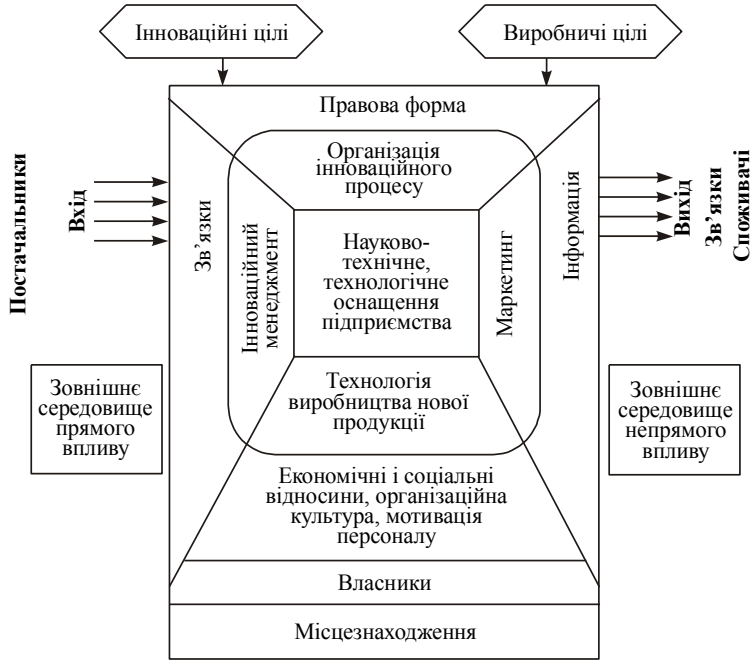 Інноваційні цілі
Виробничі цілі
Правова форма
Організація
інноваційного
процесу
Постачальники
Вхід
Зв’язки
Інноваційний
менеджмент
Науково-
технічне,
технологічне
оснащення
підприємства
Маркетинг
Інформація
Вихід
Зв’язки
Споживачі
Технологія
виробництва нової
продукції
Зовнішнє
середовище
прямого
впливу
Зовнішнє
середовище
непрямого
впливу
Економічні і соціальні
відносини, організаційна
культура, мотивація
персоналу
Власники
Місцезнаходження